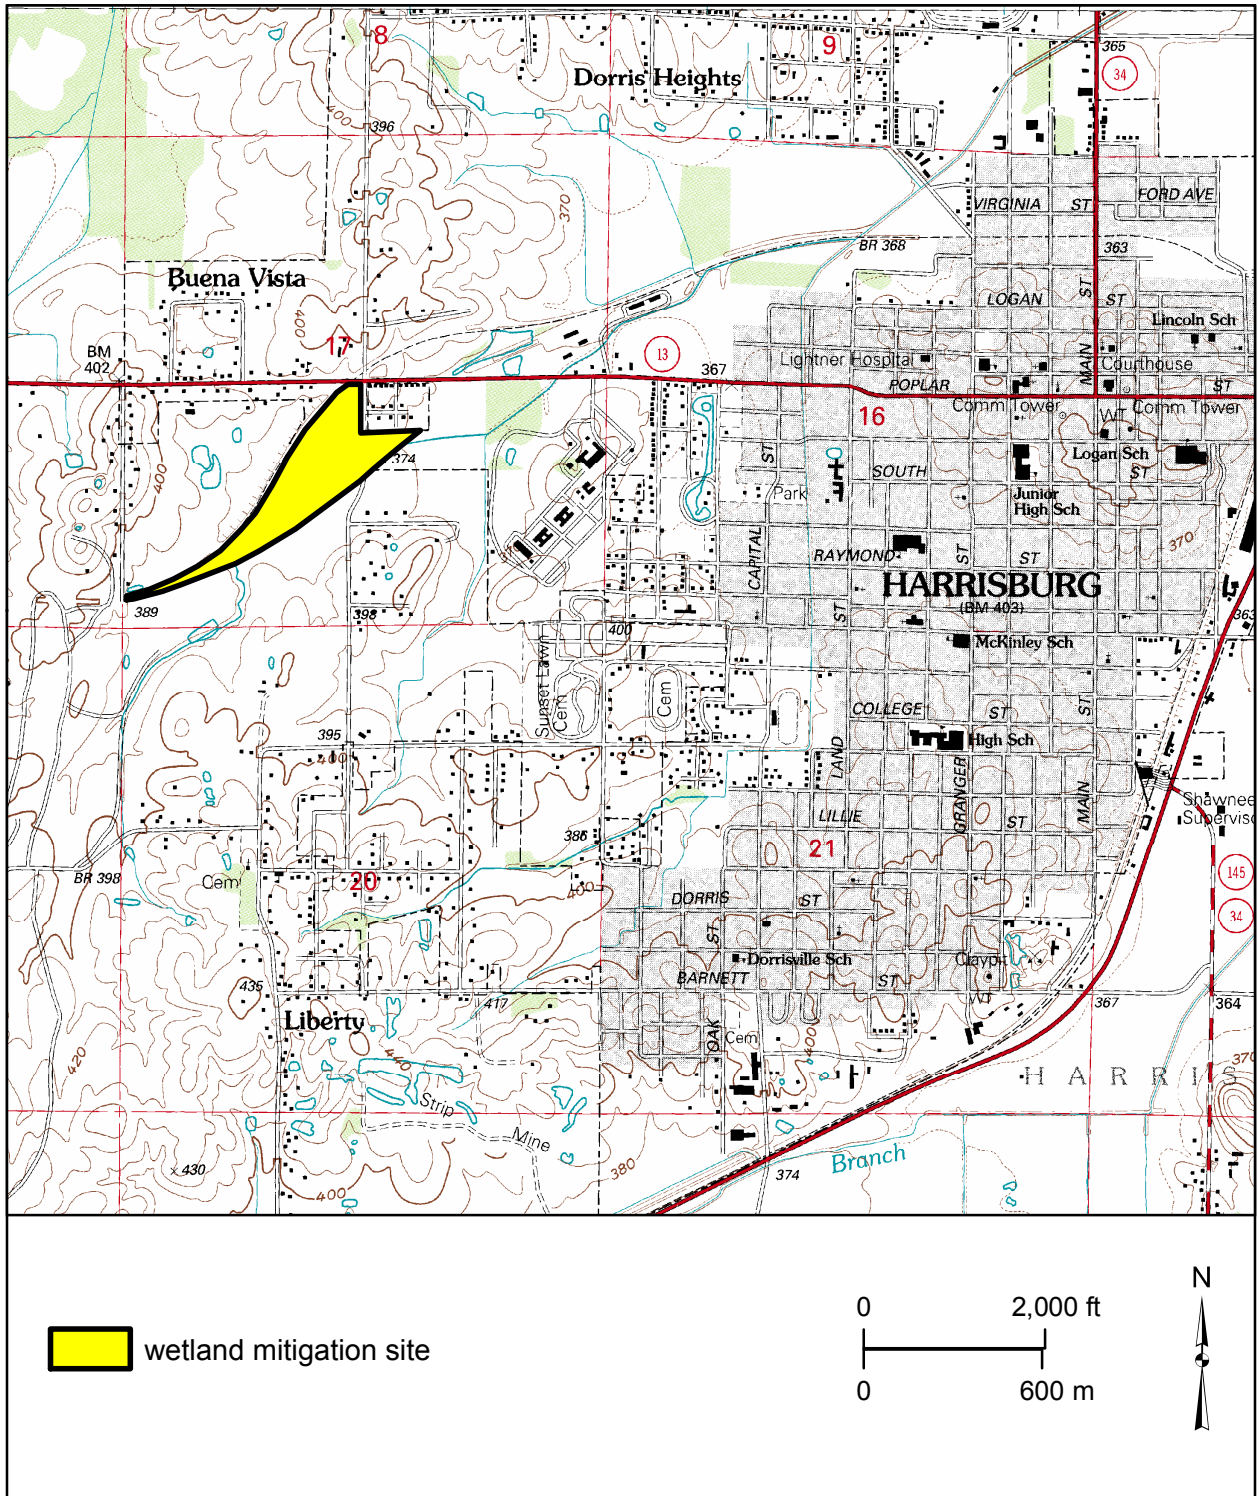 8
9
365
34
Dorris Heights
400
396
370
VIRGINIA ST
FORD AVE
BR 368
363
Buena Vista
400
LOGAN ST
ST
Lincoln Sch
17
BM
402
13
367
Lightner Hospital
MAIN
Courthouse
POPLAR
ST
Comm Tower
WT
Comm Tower
16
400
374
ST
SOUTH
Logan Sch
ST
Park
Junior
High Sch
CAPITAL
RAYMOND
ST
ST
370
HARRISBURG
(BM 403)
389
398
400
ST
363
McKinley Sch
Sunset Lawn
Cem
Cem
COLLEGE
ST
ST
395
400
LAND
High Sch
GRANGER
MAIN
Shawnee
Superviso
LILLIE
ST
386
21
BR 398
Cem
20
400
145
34
DORRIS
ST
ST
Dorrisville Sch
Claypit
BARNETT
ST
435
417
WT
367
364
Liberty
OAK
Cem
400
420
440
HARRIS
370
Strip
Mine
430
400
380
374
Branch
wetland mitigation site
0 2,000 ft
0 600 m
N